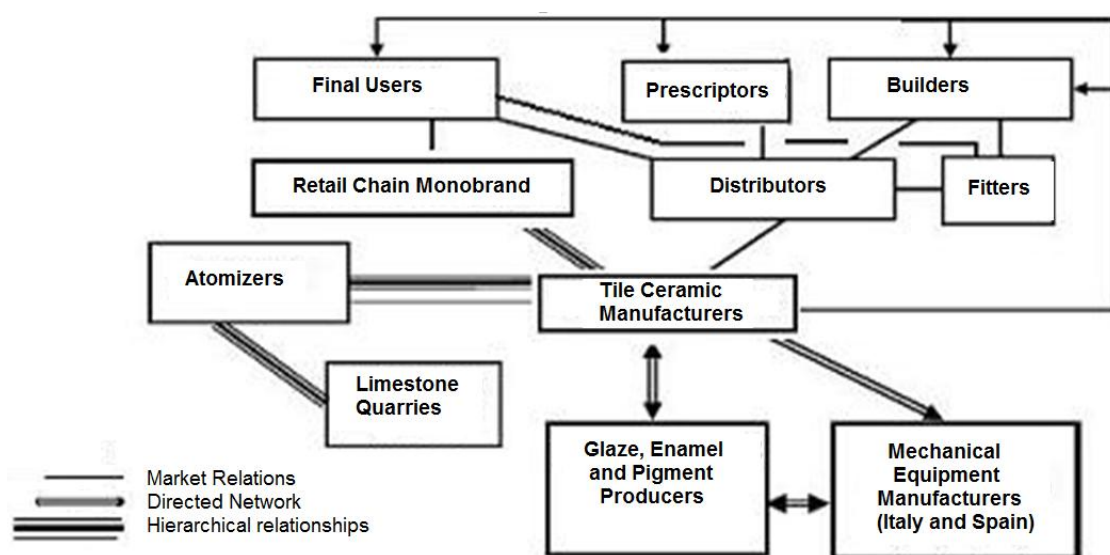 Final Users
Prescriptors
Builders
Retail Chain Monobrand
Distributors
Fitters
Atomizers
Tile Ceramic
Manufacturers
Limestone
Quarries
Glaze, Enamel
and Pigment
Producers
Mechanical
Equipment
Manufacturers
(Italy and Spain)
Market Relations
Directed Network
Hierarchical relationships